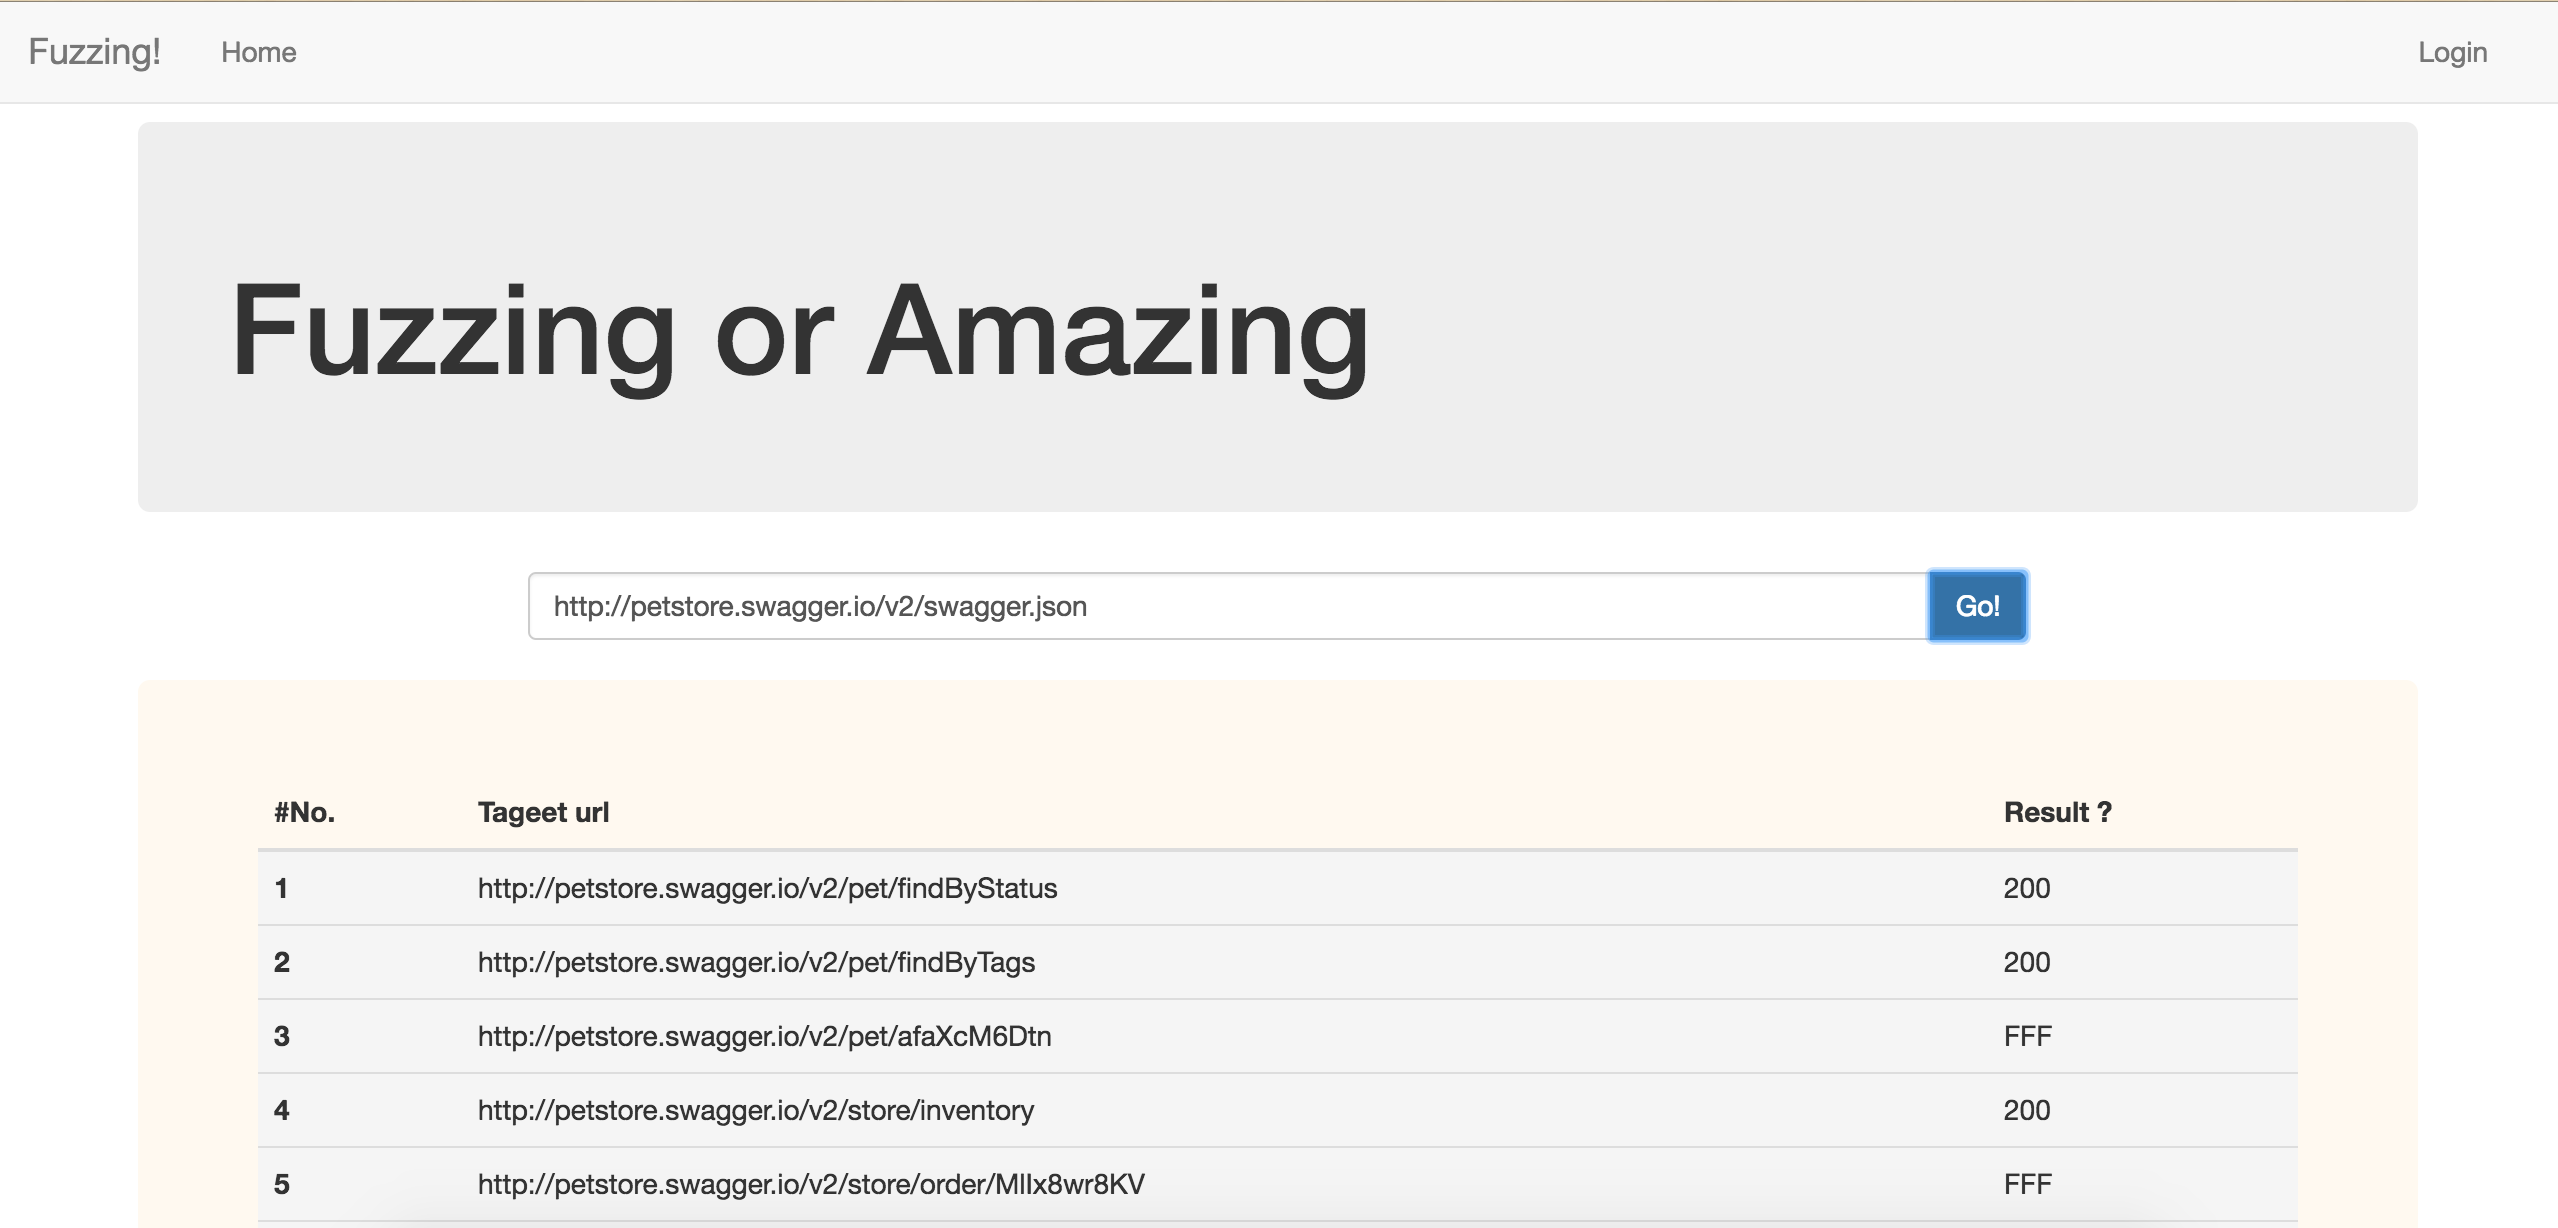 Fuzzing! Home Login
Fuzzing or Amazing
http://petstore.swagger.io/v2/swagger.json Go!
#No. Tageet url Result ?
1 http://petstore.swagger.io/v2/pet/findByStatus 200
2 http://petstore.swagger.io/v2/pet/findByTags 200
3 http://petstore.swagger.io/v2/pet/afaXcM6Dtn FFF
4 http://petstore.swagger.io/v2/store/inventory 200
5 http://petstore.swagger.io/v2/store/order/MlIx8wr8KV FFF